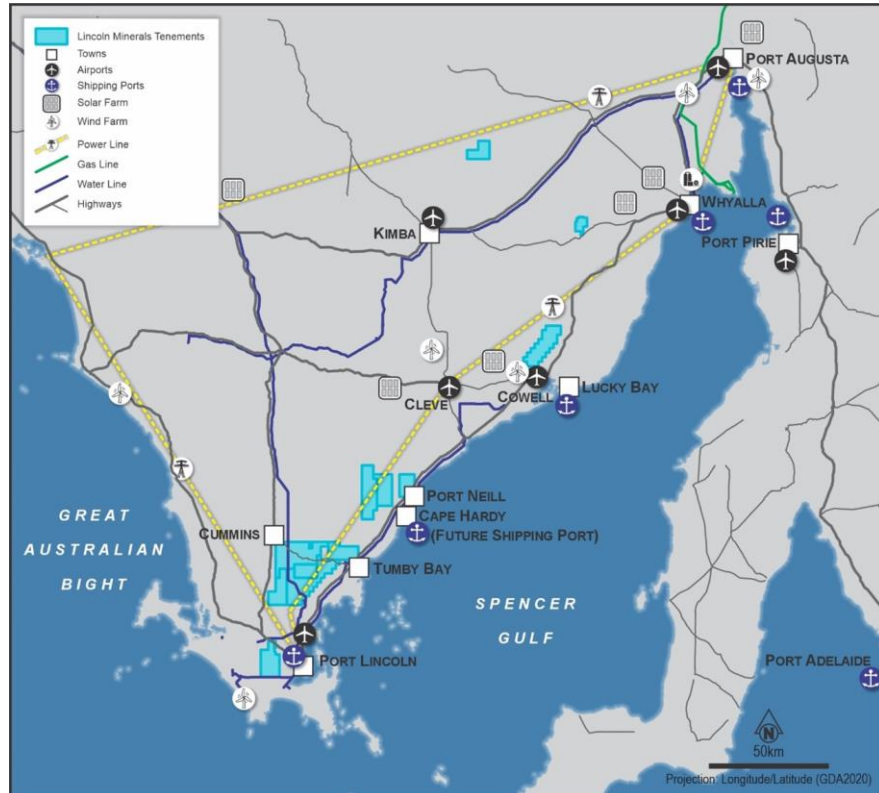 Lincoln Minerals Tenements
Towns
Airports
Shipping Ports
Solar Farm
Wind Farm
Power Line
Gas Line
Water Line
Highways
PORT AUGUSTA
WHYALLA
KIMBA
PORT PIRIE
LUCKY BAY
COWELL
CLEVE
PORT NEILL
CAPE HARDY
(FUTURE SHIPPING PORT)
GREAT
AUSTRALIAN
BIGHT
CUMMINS
TUMBY BAY
SPENCER
GULF
PORT LINCOLN
PORT ADELAIDE
N
50km
Projection: Longitude/Latitude (GDA2020)